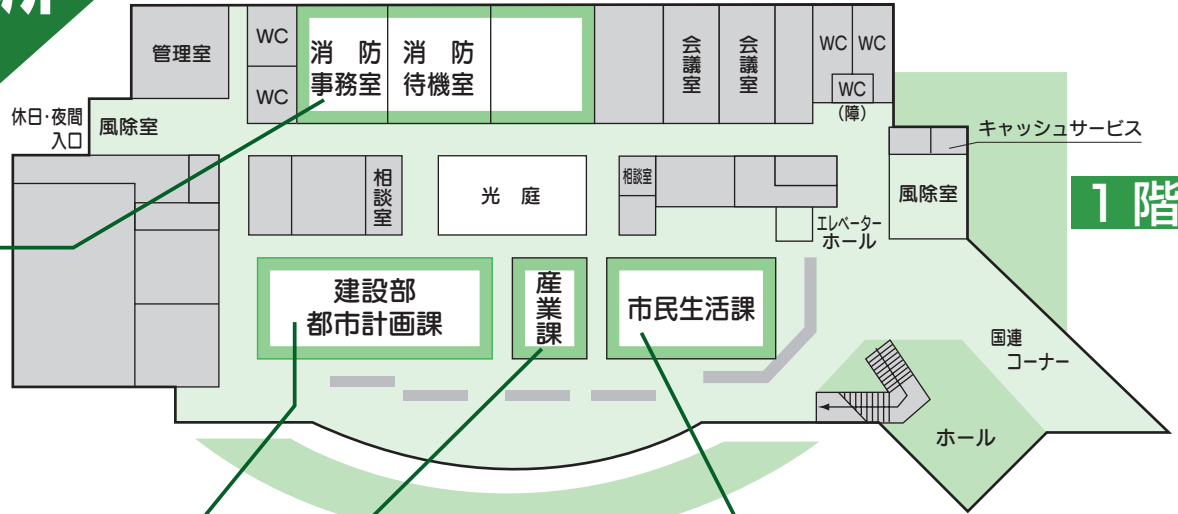 所
管理室
WC
WC
消防
事務室
消防
待機室
会議室
会議室
WC
WC
WC
(障)
休日・夜間
入口
風除室
キャッシュサービス
相談室
光庭
相談室
風除室
1階
エレベーター
ホール
建設部
都市計画課
産業課
市民生活課
国連
コーナー
ホール